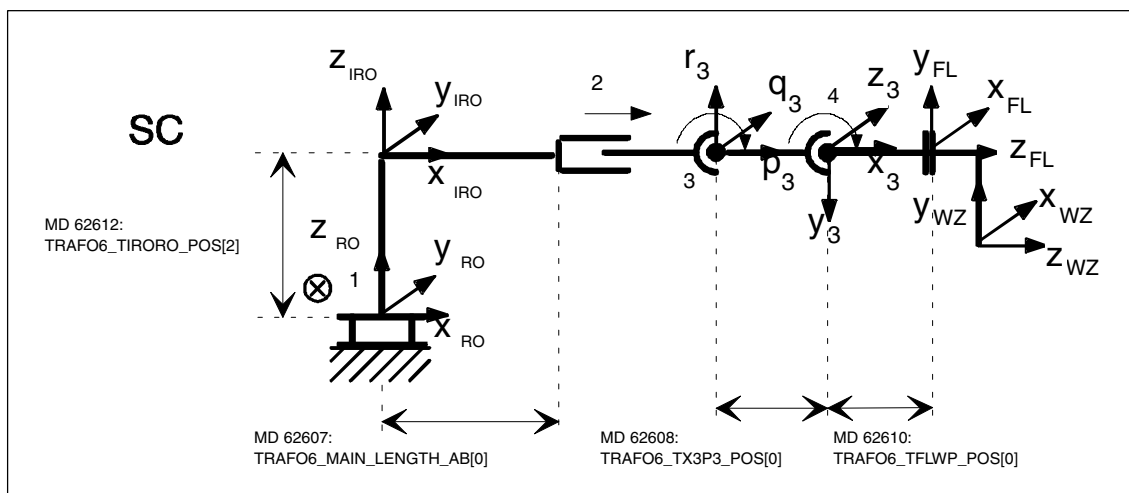 z IRO
y IRO
x IRO
SC
2
r 3
q 3
4
z 3
y FL
x FL
z FL
3
p 3
x 3
y 3
y WZ
x WZ
z WZ
MD 62612:
TRAFO6_TIRORO_POS[2]
z RO
y RO
1
x RO
MD 62607:
TRAFO6_MAIN_LENGTH_AB[0]
MD 62608:
TRAFO6_TX3P3_POS[0]
MD 62610:
TRAFO6_TFLWP_POS[0]